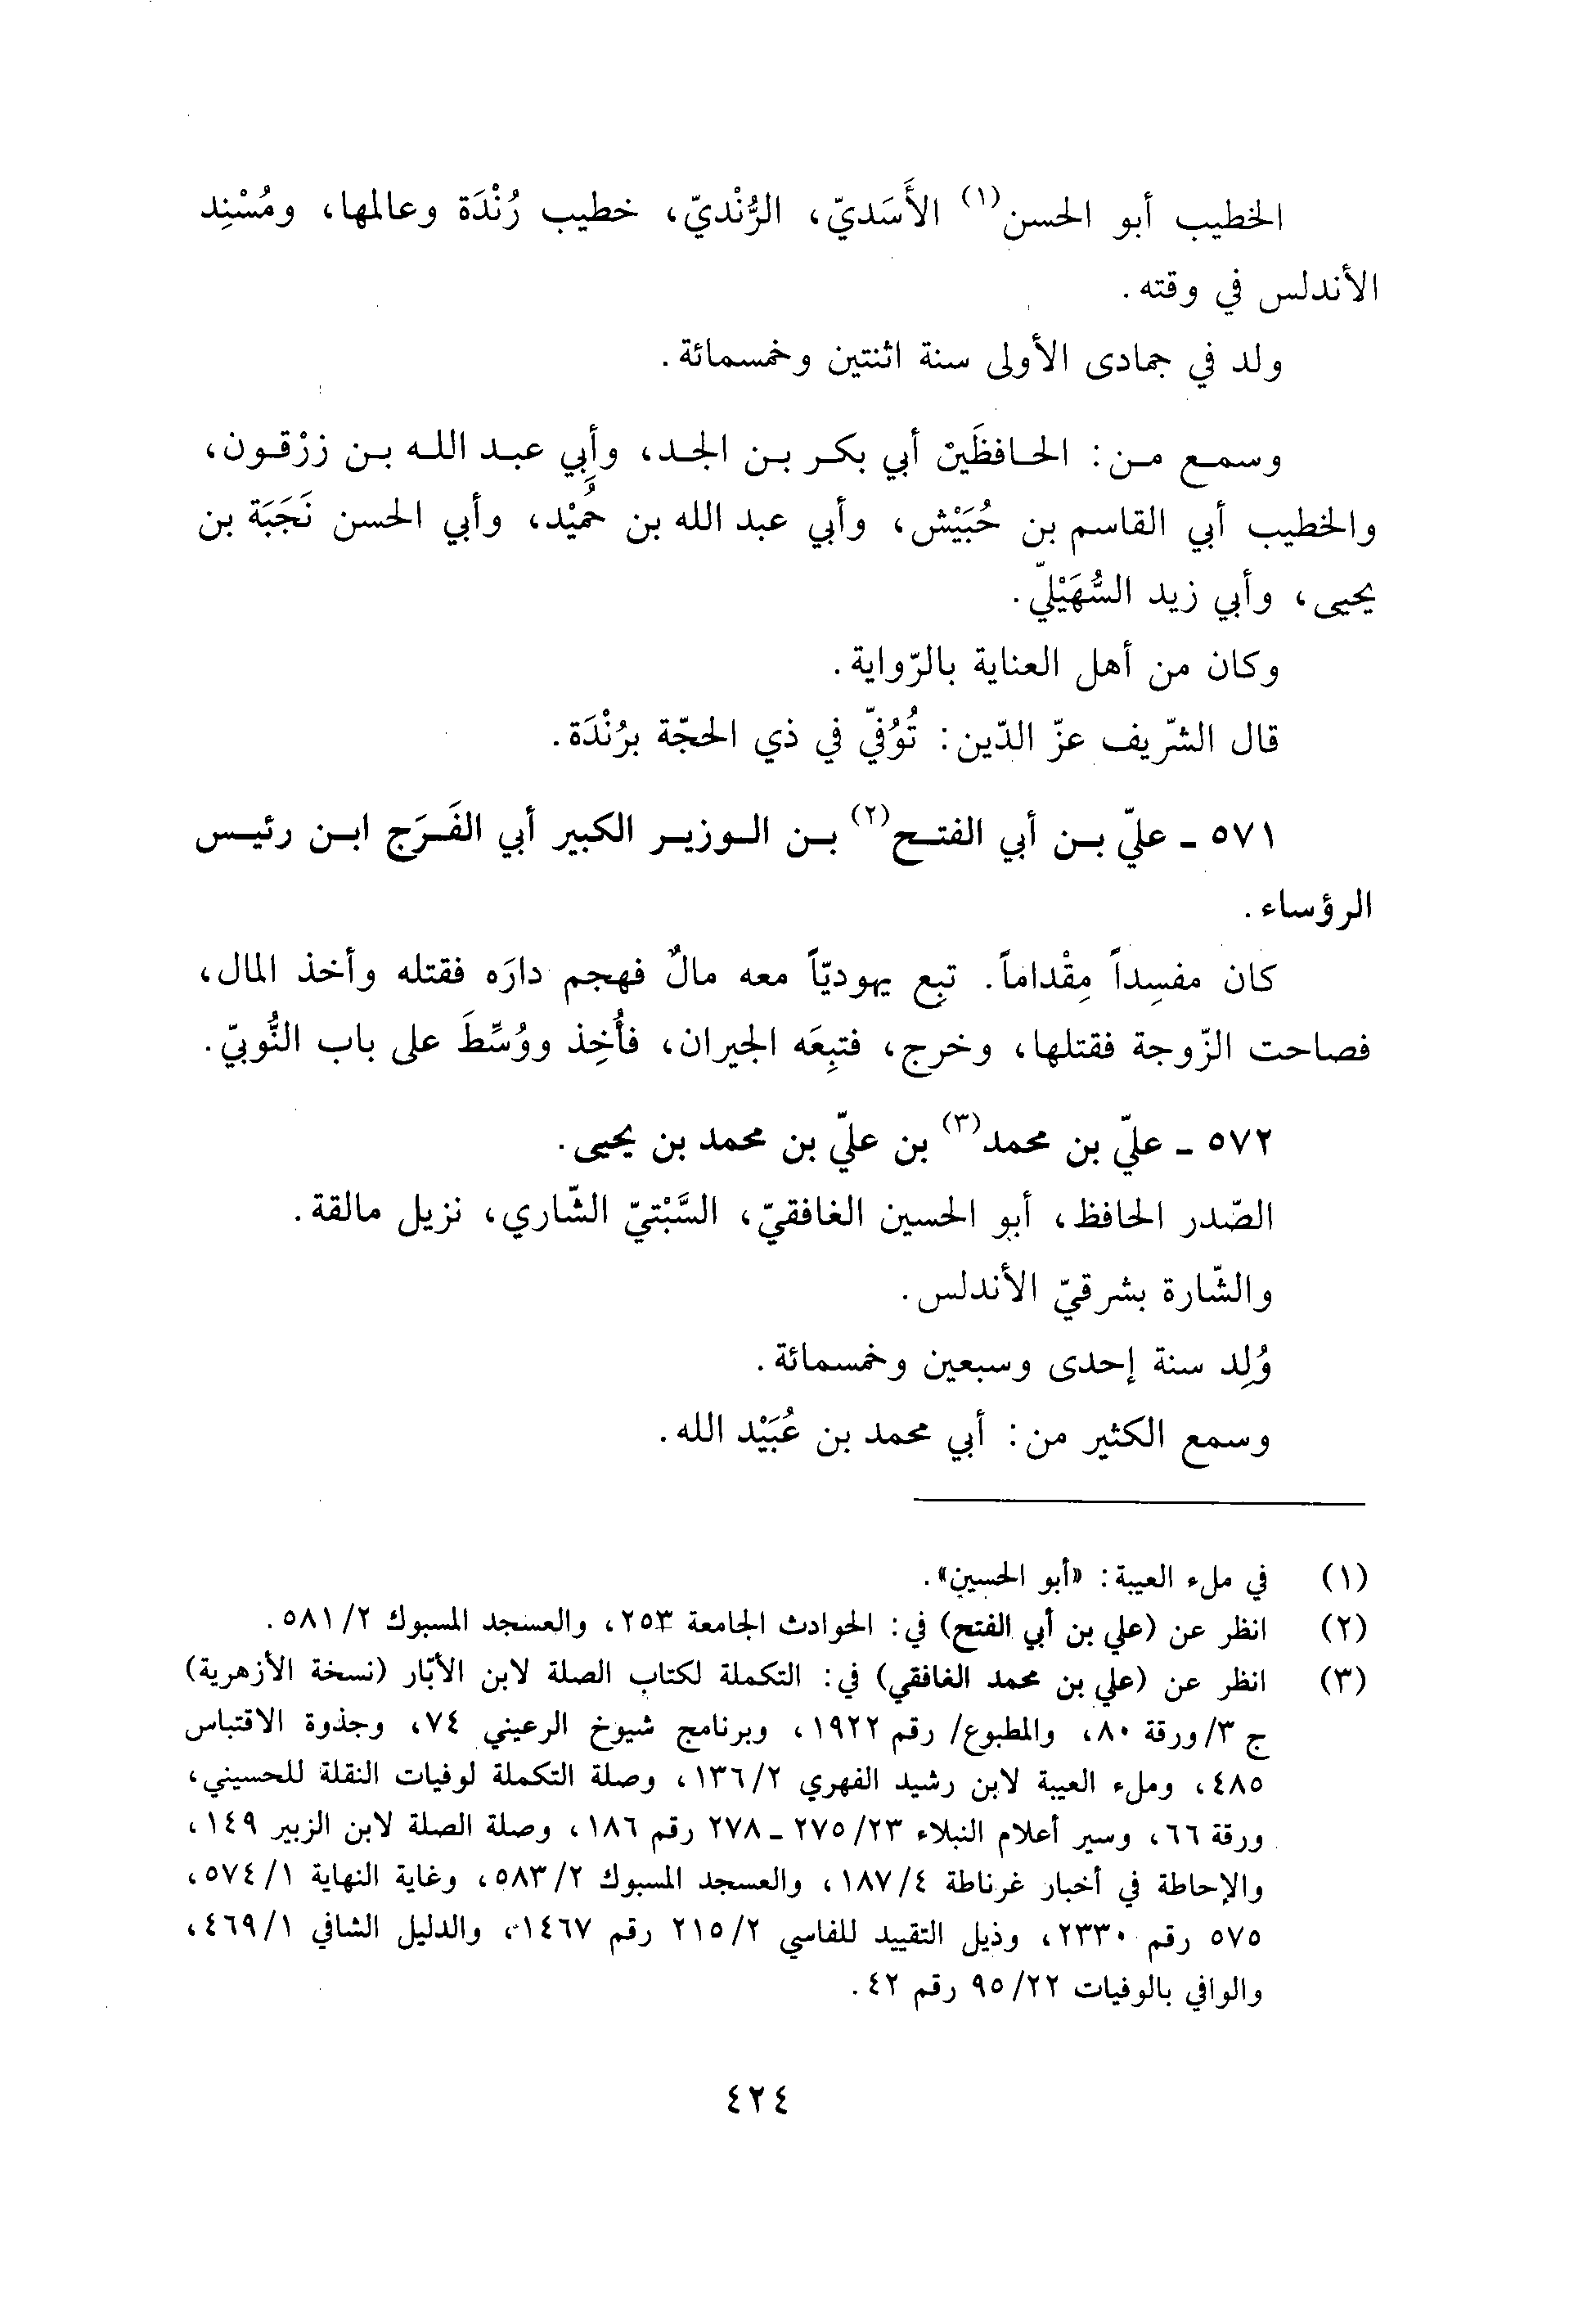 الخطيب أبو الحسن(١) الأَسَديّ، الرُّنْديّ، خطيب رُنْدَة وعالمها، ومُسْنِد
الأندلس في وقته.
ولد في جمادى الأولى سنة اثنتين وخمسمائة.
وسمع من: الحافظَيْن أبي بكر بن الجد، وأبي عبد الله بن زرْقون،
والخطيب أبي القاسم بن حُبَيْش، وأبي عبد الله بن حُمَيْد، وأبي الحسن نَجَبَة بن
يحيى، وأبي زيد السُّهَيْليّ.
وكان من أهل العناية بالرّواية.
قال الشّريف عزّ الدّين: تُوُفيّ في ذي الحجّة برُنْدَة.
٥٧١ - عليّ بن أبي الفتح(٢) بن الوزير الكبير أبي الفَرَج ابن رئيس
الرؤساء.
كان مفسِداً مِقْداماً. تبِع يهوديّاً معه مالٌ فهجم دارَه فقتله وأخذ المال،
فصاحت الزّوجة فقتلها، وخرج، فتبِعَه الجيران، فأُخِذ ووُسِّطَ على باب النُّوبيّ.
٥٧٢ - عليّ بن محمد(٣) بن عليّ بن محمد بن يحيى.
الصّدر الحافظ، أبو الحسين الغافقيّ، السَّبْتيّ الشّاري، نزيل مالقة.
والشّارة بشرقيّ الأندلس.
وُلِد سنة إحدى وسبعين وخمسمائة.
وسمع الكثير من: أبي محمد بن عُبَيْد الله.
(١) في ملء العيبة: «أبو الحسين».
(٢) انظر عن (علي بن أبي الفتح) في: الحوادث الجامعة ٢٥٣، والعسجد المسبوك ٥٨١/٢.
(٣) انظر عن (علي بن محمد الغافقي) في: التكملة لكتاب الصلة لابن الأبّار (نسخة الأزهرية)
ج ٣/ورقة ٨٠، والمطبوع/ رقم ١٩٢٢، وبرنامج شيوخ الرعيني ٧٤، وجذوة الاقتباس
٤٨٥، وملء العيبة لابن رشيد الفهري ١٣٦/٢، وصلة التكملة لوفيات النقلة للحسيني،
ورقة ٦٦، وسير أعلام النبلاء ٢٧٥/٢٣ - ٢٧٨ رقم ١٨٦، وصلة الصلة لابن الزبير ١٤٩،
والإحاطة في أخبار غرناطة ١٨٧/٤، والعسجد المسبوك ٥٨٣/٢، وغاية النهاية ٥٧٤/١،
٥٧٥ رقم ٢٣٣٠، وذيل التقييد للفاسي ٢١٥/٢ رقم ١٤٦٧، والدليل الشافي ٤٦٩/١،
والوافي بالوفيات ٩٥/٢٢ رقم ٤٢.
٤٢٤